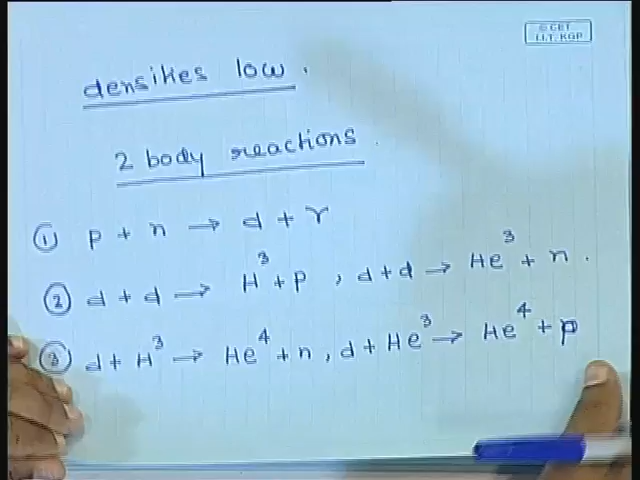 © CET
I.I.T. KGP
densities low.
2 body reactions.
① p + n → d + γ
② d + d → H³ + p , d + d → He³ + n .
③ d + H³ → He⁴ + n , d + He³ → He⁴ + p